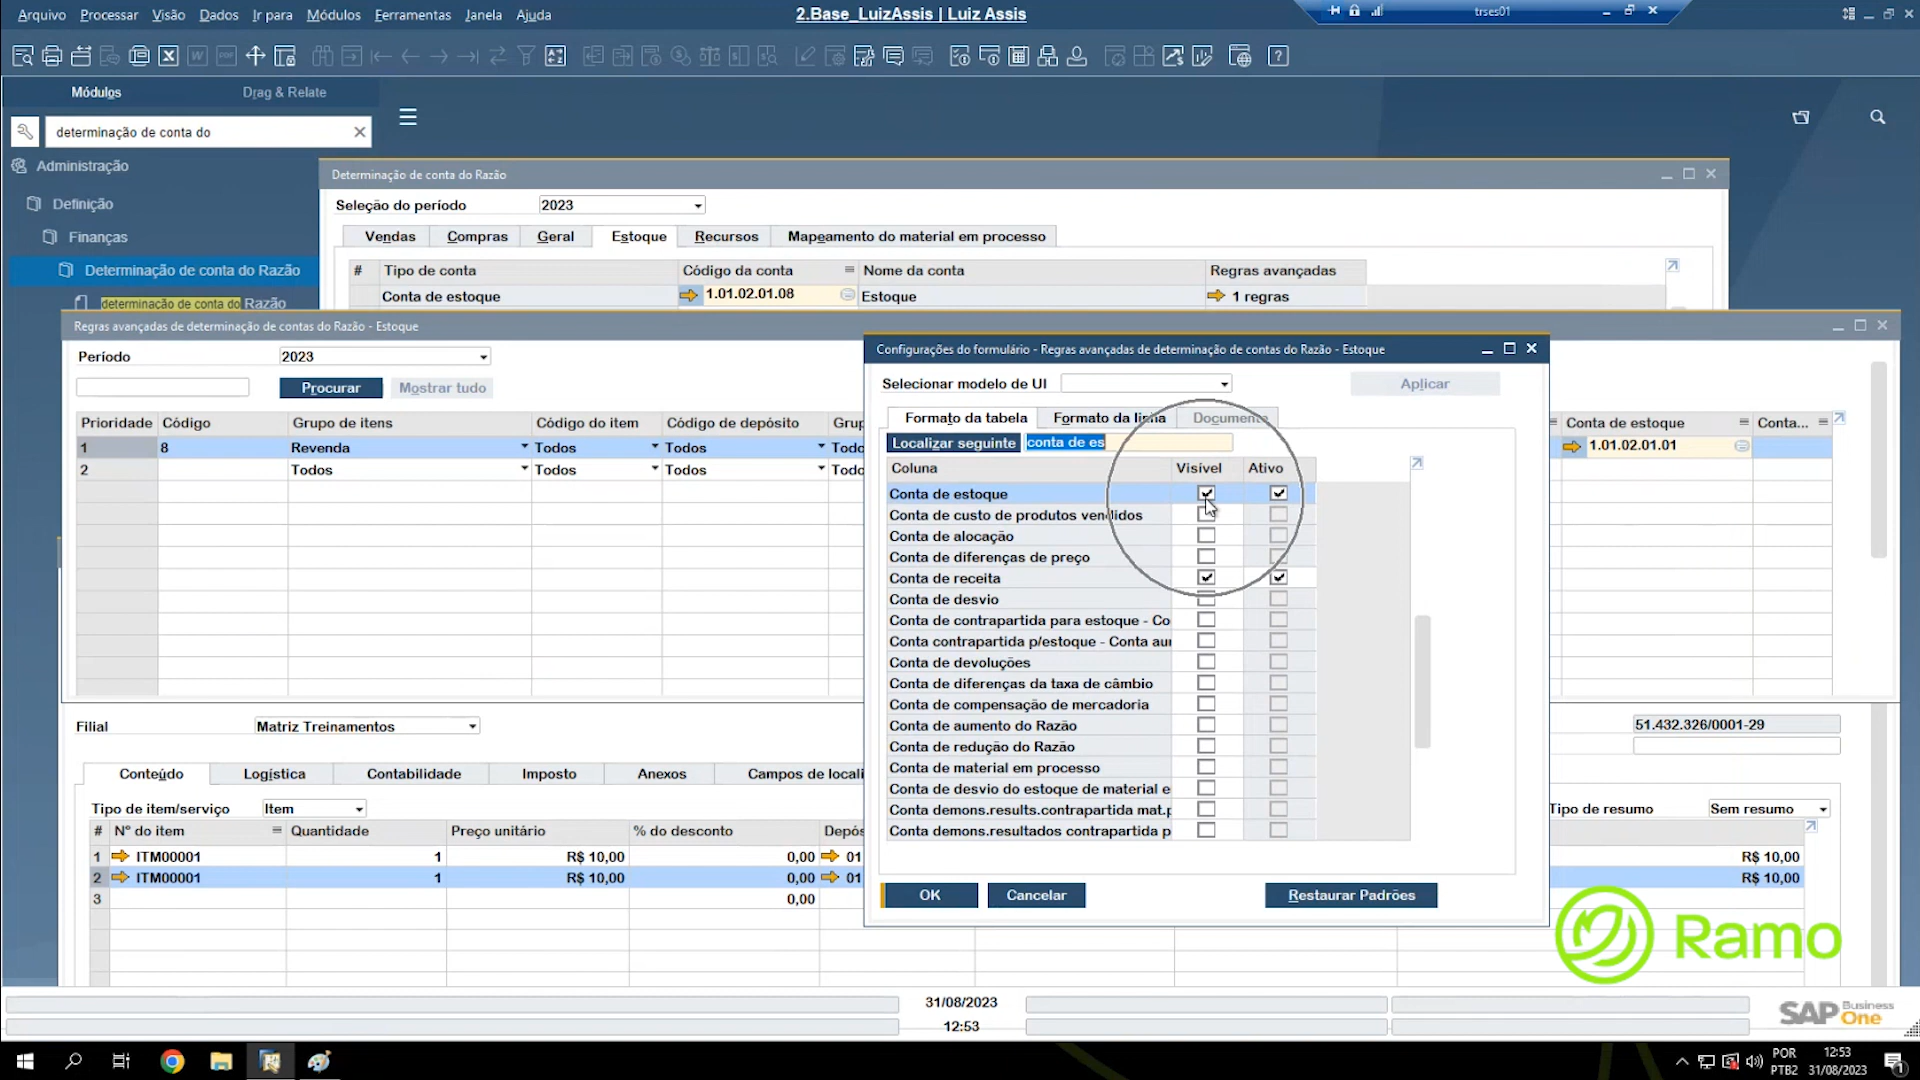 Arquivo Processar Visão Dados Ir para Módulos Ferramentas Janela Ajuda
2.Base_LuizAssis | Luiz Assis
trses01
Módulos Drag & Relate
determinação de conta do
Administração
Definição
Finanças
Determinação de conta do Razão
determinação de conta do Razão
Determinação de conta do Razão
Seleção do período 2023
Vendas Compras Geral Estoque Recursos Mapeamento do material em processo
# Tipo de conta Código da conta Nome da conta Regras avançadas
Conta de estoque 1.01.02.01.08 Estoque 1 regras
Regras avançadas de determinação de contas do Razão - Estoque
Período 2023
Procurar Mostrar tudo
Prioridade Código Grupo de itens Código do item Código de depósito Grup Conta de estoque Conta...
1 8 Revenda Todos Todos Todo 1.01.02.01.01
2 Todos Todos Todos Todo
Configurações do formulário - Regras avançadas de determinação de contas do Razão - Estoque
Selecionar modelo de UI Aplicar
Formato da tabela Formato da linha Documento
Localizar seguinte conta de es
Coluna Visível Ativo
Conta de estoque
Conta de custo de produtos vendidos
Conta de alocação
Conta de diferenças de preço
Conta de receita
Conta de desvio
Conta de contrapartida para estoque - Co
Conta contrapartida p/estoque - Conta au
Conta de devoluções
Conta de diferenças da taxa de câmbio
Conta de compensação de mercadoria
Conta de aumento do Razão
Conta de redução do Razão
Conta de material em processo
Conta de desvio do estoque de material e
Conta demons.results.contrapartida mat.p
Conta demons.resultados contrapartida p
OK Cancelar Restaurar Padrões
Filial Matriz Treinamentos 51.432.326/0001-29
Conteúdo Logística Contabilidade Imposto Anexos Campos de locali
Tipo de item/serviço Item Tipo de resumo Sem resumo
# Nº do item Quantidade Preço unitário % do desconto Depós
1 ITM00001 1 R$ 10,00 0,00 01 R$ 10,00
2 ITM00001 1 R$ 10,00 0,00 01 R$ 10,00
3 0,00
Ramo
31/08/2023
12:53
SAP Business One
POR
PTB2
12:53
31/08/2023
1